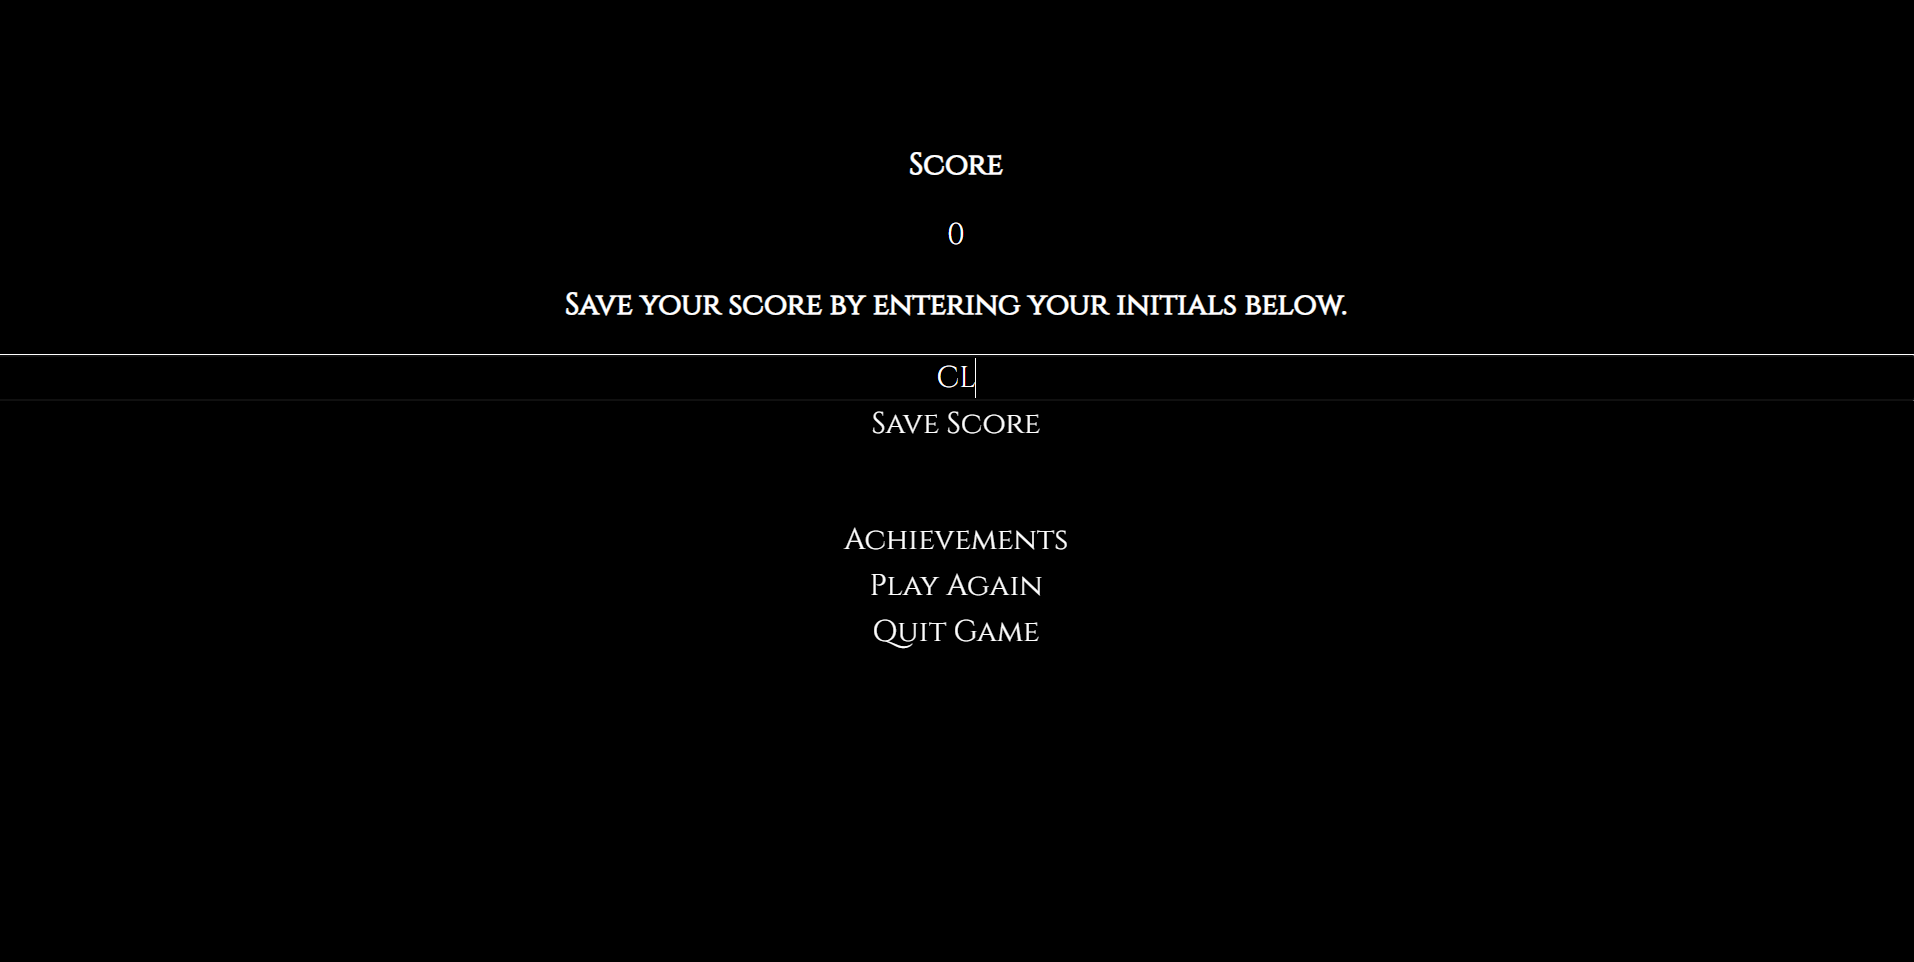 Score
0
Save your score by entering your initials below.
CL
Save Score
Achievements
Play Again
Quit Game